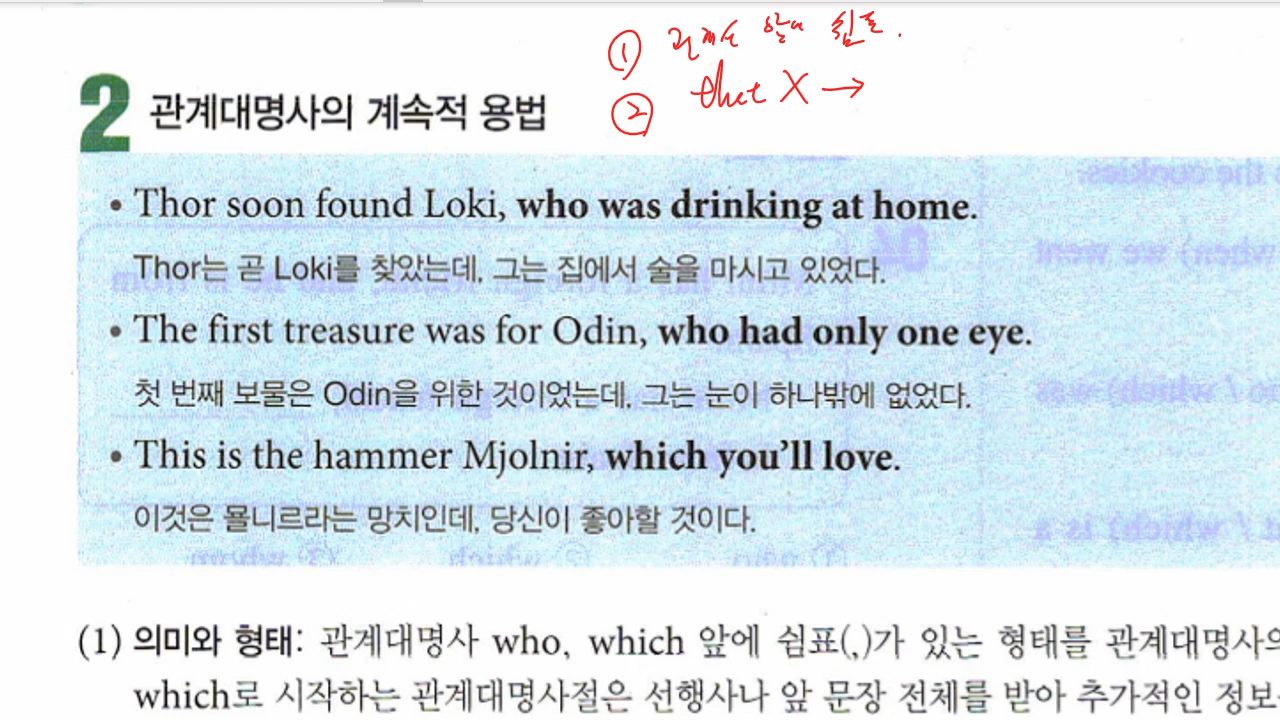 ① 관계사 앞에 쉼표.
② that X →
2 관계대명사의 계속적 용법
• Thor soon found Loki, who was drinking at home.
Thor는 곧 Loki를 찾았는데, 그는 집에서 술을 마시고 있었다.
• The first treasure was for Odin, who had only one eye.
첫 번째 보물은 Odin을 위한 것이었는데, 그는 눈이 하나밖에 없었다.
• This is the hammer Mjolnir, which you’ll love.
이것은 묠니르라는 망치인데, 당신이 좋아할 것이다.
(1) 의미와 형태: 관계대명사 who, which 앞에 쉼표(,)가 있는 형태를 관계대명사의
which로 시작하는 관계대명사절은 선행사나 앞 문장 전체를 받아 추가적인 정보